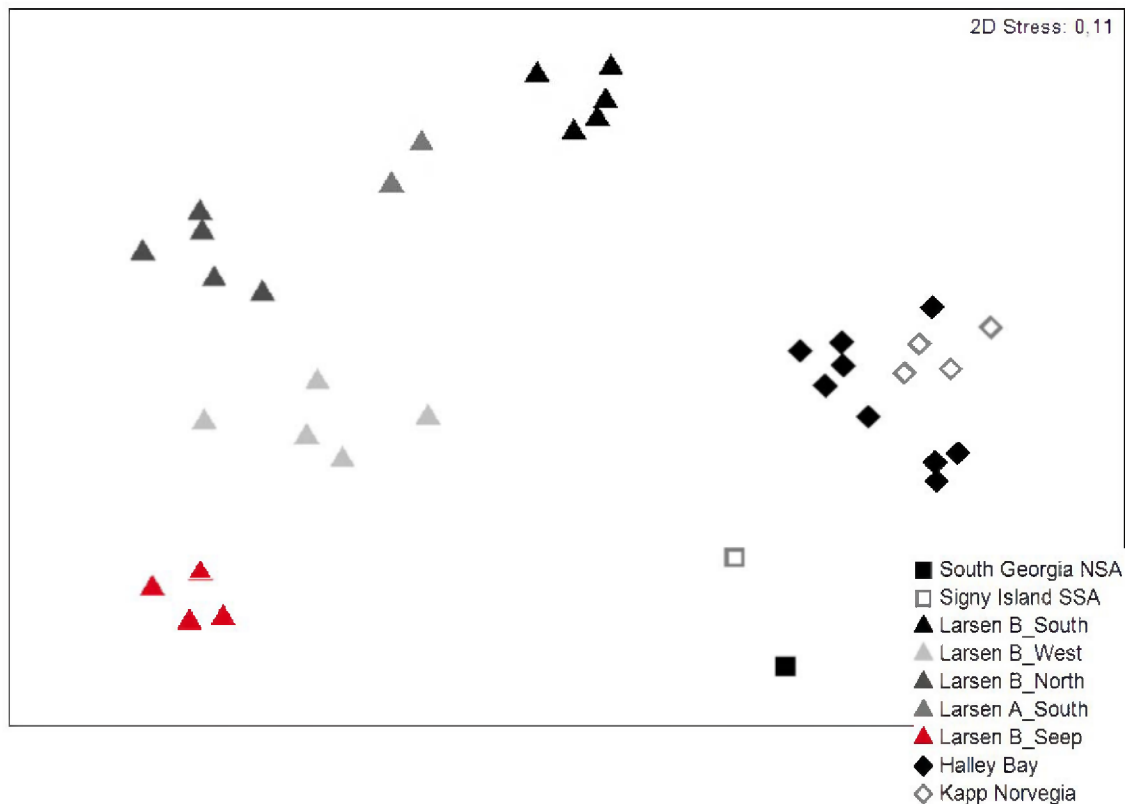 2D Stress: 0,11
South Georgia NSA
Signy Island SSA
Larsen B_South
Larsen B_West
Larsen B_North
Larsen A_South
Larsen B_Seep
Halley Bay
Kapp Norvegia